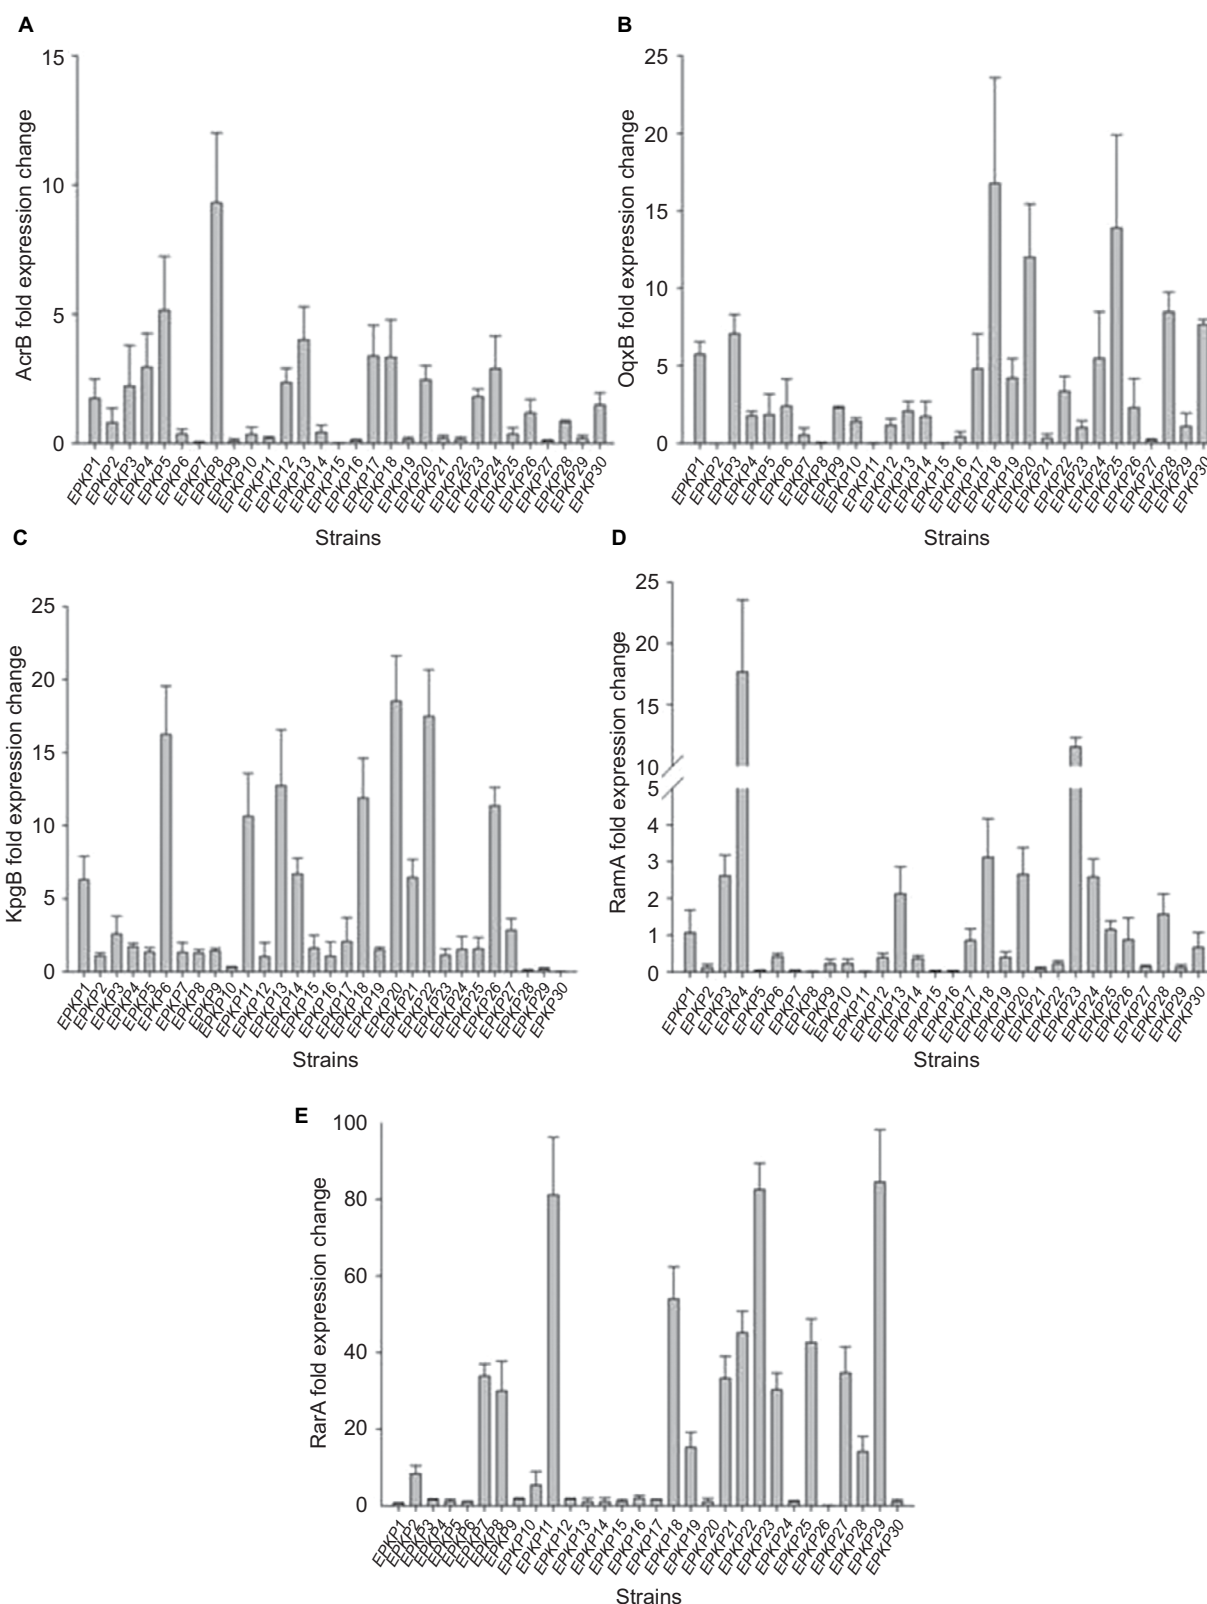 A
AcrB fold expression change
15
10
5
0
EPKP1 EPKP2 EPKP3 EPKP4 EPKP5 EPKP6 EPKP7 EPKP8 EPKP9 EPKP10 EPKP11 EPKP12 EPKP13 EPKP14 EPKP15 EPKP16 EPKP17 EPKP18 EPKP19 EPKP20 EPKP21 EPKP22 EPKP23 EPKP24 EPKP25 EPKP26 EPKP27 EPKP28 EPKP29 EPKP30
Strains
B
OqxB fold expression change
25
20
15
10
5
0
EPKP1 EPKP2 EPKP3 EPKP4 EPKP5 EPKP6 EPKP7 EPKP8 EPKP9 EPKP10 EPKP11 EPKP12 EPKP13 EPKP14 EPKP15 EPKP16 EPKP17 EPKP18 EPKP19 EPKP20 EPKP21 EPKP22 EPKP23 EPKP24 EPKP25 EPKP26 EPKP27 EPKP28 EPKP29 EPKP30
Strains
C
KpgB fold expression change
25
20
15
10
5
0
EPKP1 EPKP2 EPKP3 EPKP4 EPKP5 EPKP6 EPKP7 EPKP8 EPKP9 EPKP10 EPKP11 EPKP12 EPKP13 EPKP14 EPKP15 EPKP16 EPKP17 EPKP18 EPKP19 EPKP20 EPKP21 EPKP22 EPKP23 EPKP24 EPKP25 EPKP26 EPKP27 EPKP28 EPKP29 EPKP30
Strains
D
RamA fold expression change
25
20
15
10
5
4
3
2
1
0
EPKP1 EPKP2 EPKP3 EPKP4 EPKP5 EPKP6 EPKP7 EPKP8 EPKP9 EPKP10 EPKP11 EPKP12 EPKP13 EPKP14 EPKP15 EPKP16 EPKP17 EPKP18 EPKP19 EPKP20 EPKP21 EPKP22 EPKP23 EPKP24 EPKP25 EPKP26 EPKP27 EPKP28 EPKP29 EPKP30
Strains
E
RarA fold expression change
100
80
60
40
20
0
EPKP1 EPKP2 EPKP3 EPKP4 EPKP5 EPKP6 EPKP7 EPKP8 EPKP9 EPKP10 EPKP11 EPKP12 EPKP13 EPKP14 EPKP15 EPKP16 EPKP17 EPKP18 EPKP19 EPKP20 EPKP21 EPKP22 EPKP23 EPKP24 EPKP25 EPKP26 EPKP27 EPKP28 EPKP29 EPKP30
Strains